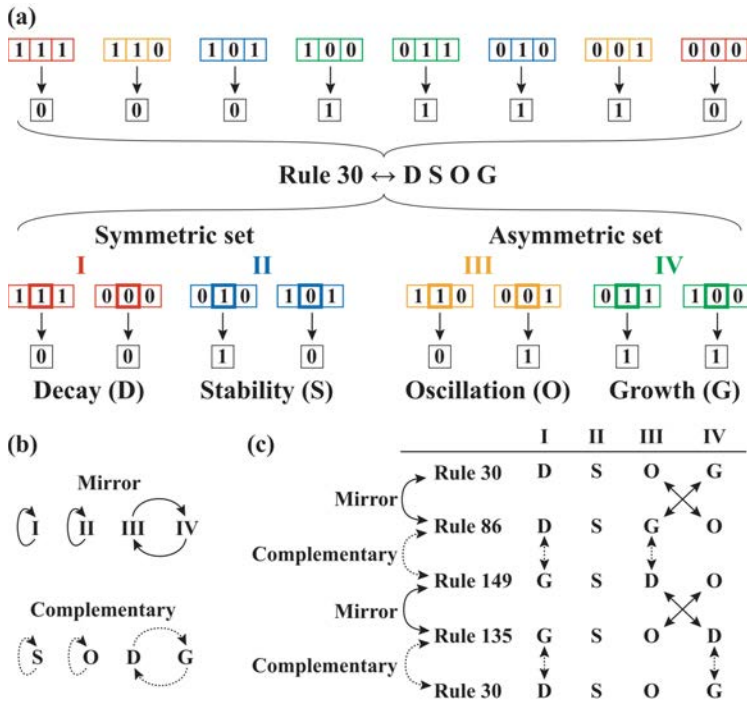 (a)
1 1 1 1 1 0 1 0 1 1 0 0 0 1 1 0 1 0 0 0 1 0 0 0
0 0 0 1 1 1 1 0
Rule 30 ↔ D S O G
Symmetric set Asymmetric set
I II III IV
1 1 1 0 0 0 0 1 0 1 0 1 1 1 0 0 0 1 0 1 1 1 0 0
0 0 1 0 0 1 1 1
Decay (D) Stability (S) Oscillation (O) Growth (G)
(b)
Mirror
I II III IV
Complementary
S O D G
(c)
I II III IV
Rule 30 D S O G
Mirror
Rule 86 D S G O
Complementary
Rule 149 G S D O
Mirror
Rule 135 G S O D
Complementary
Rule 30 D S O G